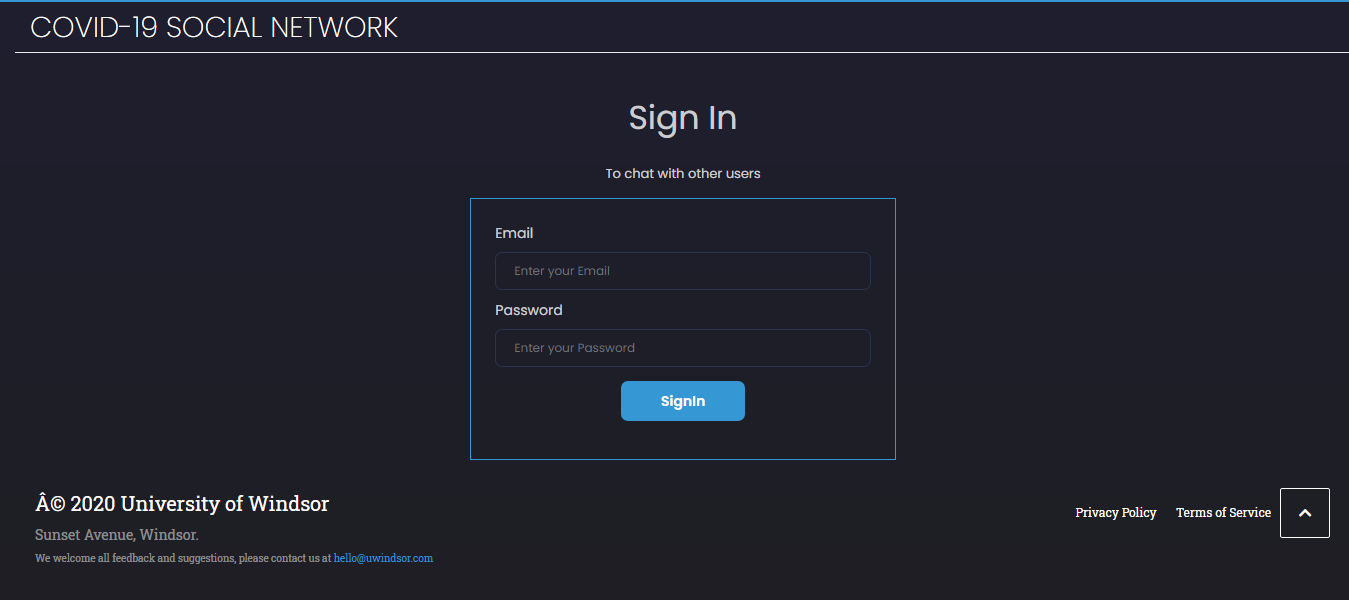 COVID-19 SOCIAL NETWORK
Sign In
To chat with other users
Email
Enter your Email
Password
Enter your Password
SignIn
Â© 2020 University of Windsor
Privacy Policy Terms of Service
Sunset Avenue, Windsor.
We welcome all feedback and suggestions, please contact us at hello@uwindsor.com